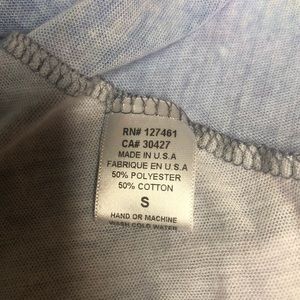 RN# 127461
CA# 30427
MADE IN U.S.A
FABRIQUE EN U.S.A
50% POLYESTER
50% COTTON
S
HAND OR MACHINE
WASH COLD WATER